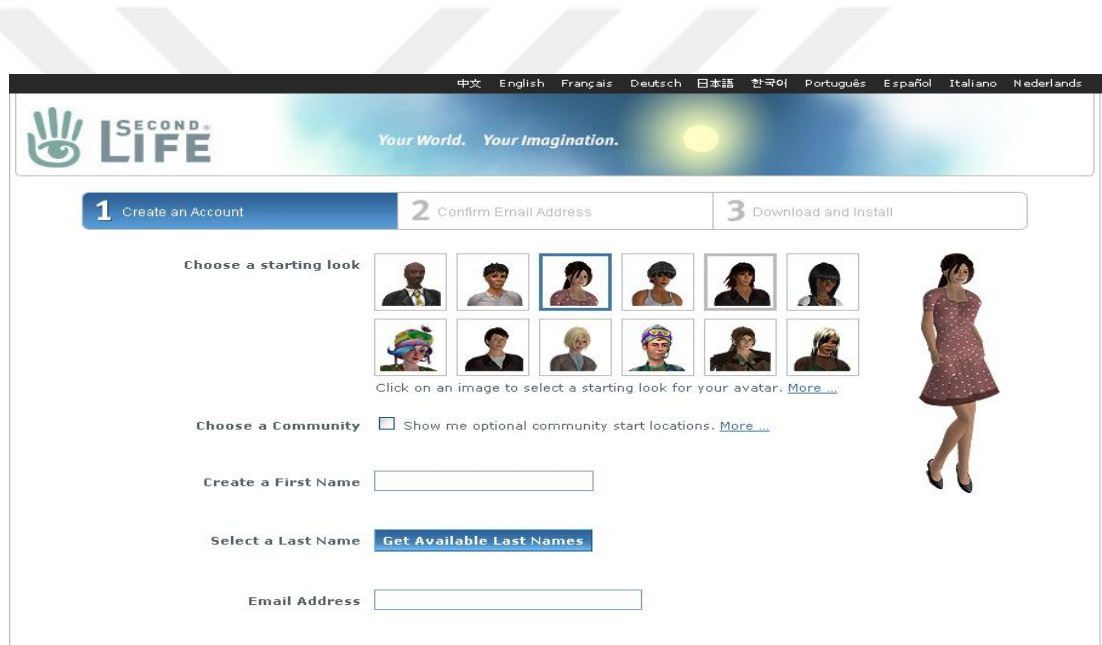 中文 English Français Deutsch 日本語 한국어 Português Español Italiano Nederlands
SECOND LIFE Your World. Your Imagination.
1 Create an Account 2 Confirm Email Address 3 Download and Install
Choose a starting look
Click on an image to select a starting look for your avatar. More ...
Choose a Community Show me optional community start locations. More ...
Create a First Name
Select a Last Name Get Available Last Names
Email Address